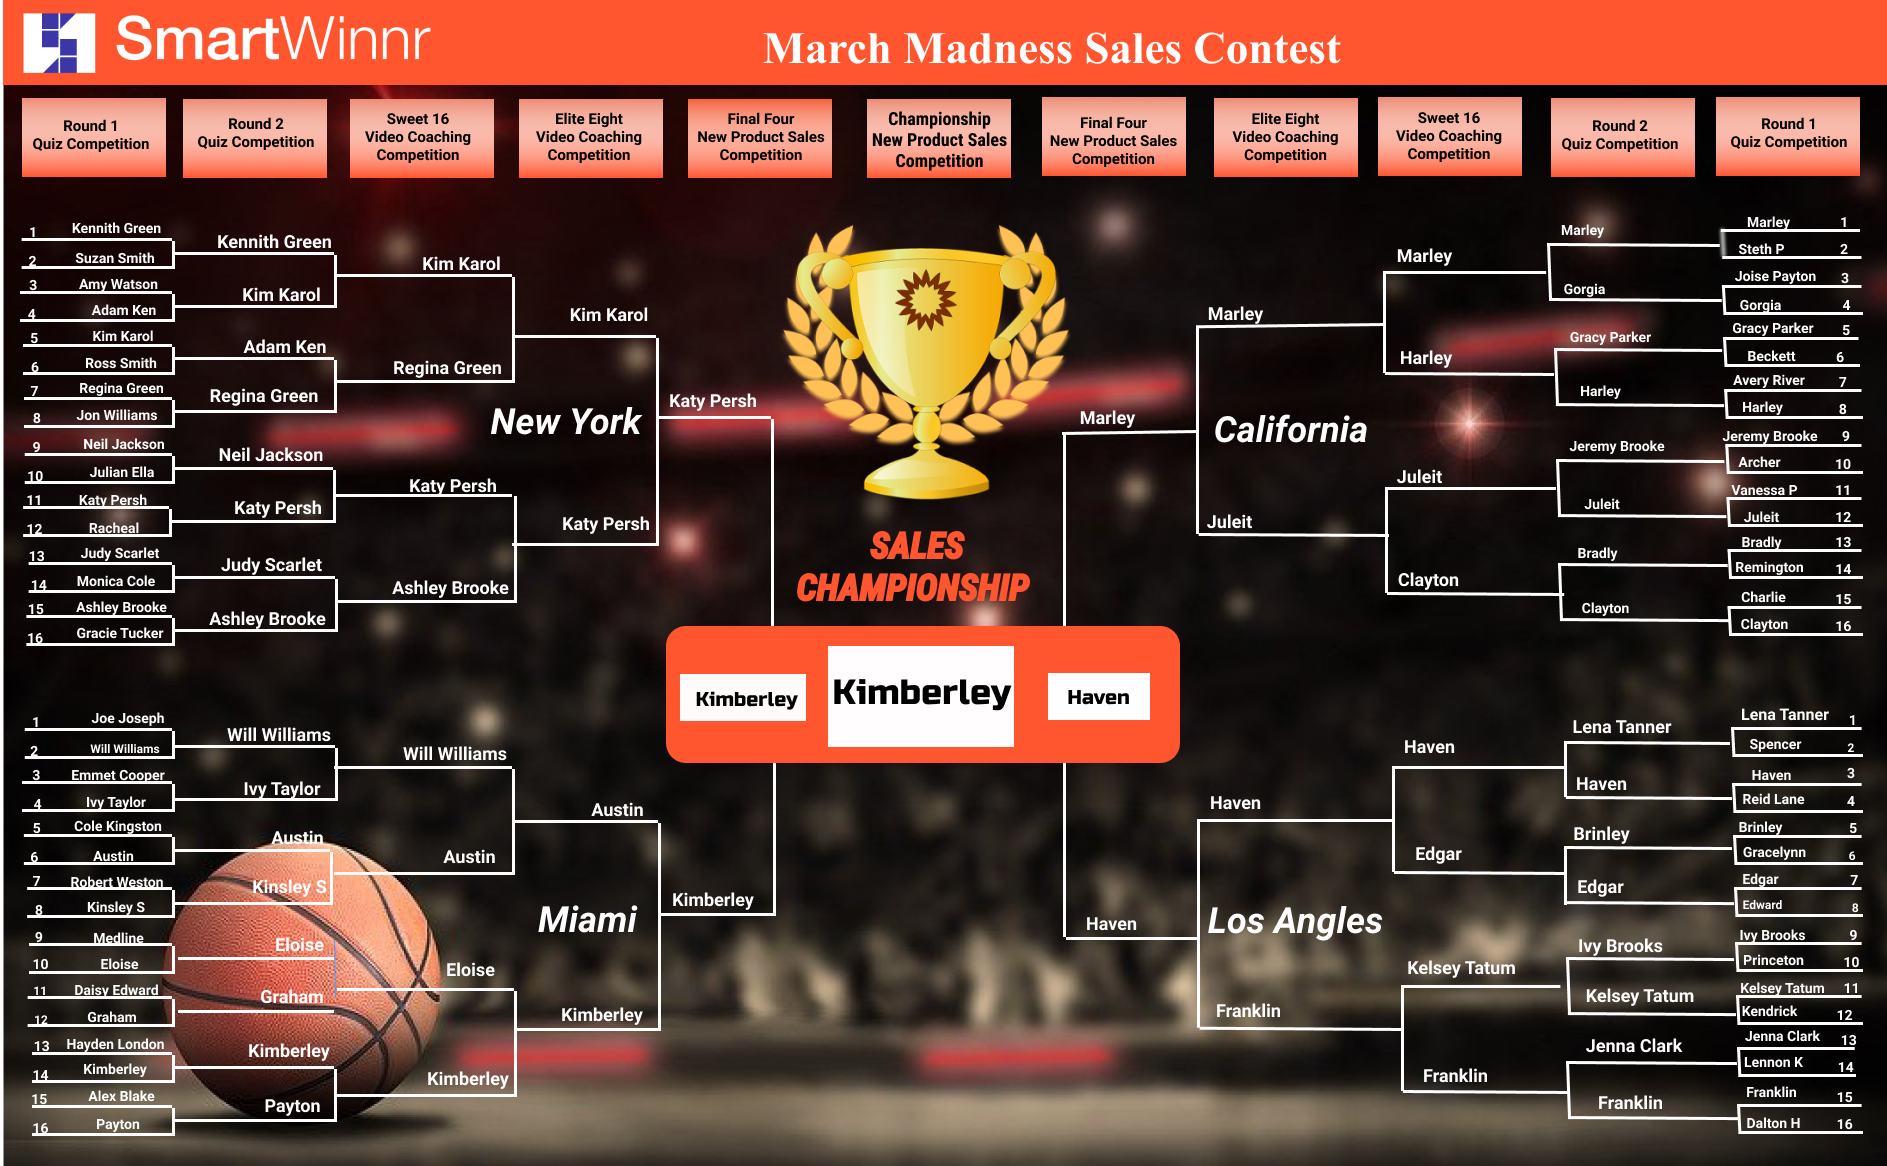 SmartWinnr
March Madness Sales Contest
Round 1
Quiz Competition
Round 2
Quiz Competition
Sweet 16
Video Coaching
Competition
Elite Eight
Video Coaching
Competition
Final Four
New Product Sales
Competition
Championship
New Product Sales
Competition
Final Four
New Product Sales
Competition
Elite Eight
Video Coaching
Competition
Sweet 16
Video Coaching
Competition
Round 2
Quiz Competition
Round 1
Quiz Competition
1 Kennith Green
2 Suzan Smith
3 Amy Watson
4 Adam Ken
5 Kim Karol
6 Ross Smith
7 Regina Green
8 Jon Williams
9 Neil Jackson
10 Julian Ella
11 Katy Persh
12 Racheal
13 Judy Scarlet
14 Monica Cole
15 Ashley Brooke
16 Gracie Tucker
Kennith Green
Kim Karol
Adam Ken
Regina Green
Neil Jackson
Katy Persh
Judy Scarlet
Ashley Brooke
Kim Karol
Regina Green
Katy Persh
Ashley Brooke
Kim Karol
Katy Persh
New York
Katy Persh
SALES
CHAMPIONSHIP
Marley
California
Marley
Juleit
Marley
Harley
Juleit
Clayton
Marley
Gorgia
Gracy Parker
Harley
Jeremy Brooke
Juleit
Bradly
Clayton
Marley 1
Steth P 2
Joise Payton 3
Gorgia 4
Gracy Parker 5
Beckett 6
Avery River 7
Harley 8
Jeremy Brooke 9
Archer 10
Vanessa P 11
Juleit 12
Bradly 13
Remington 14
Charlie 15
Clayton 16
Kimberley
Kimberley
Haven
1 Joe Joseph
2 Will Williams
3 Emmet Cooper
4 Ivy Taylor
5 Cole Kingston
6 Austin
7 Robert Weston
8 Kinsley S
9 Medline
10 Eloise
11 Daisy Edward
12 Graham
13 Hayden London
14 Kimberley
15 Alex Blake
16 Payton
Will Williams
Ivy Taylor
Austin
Kinsley S
Eloise
Graham
Kimberley
Payton
Will Williams
Austin
Eloise
Kimberley
Austin
Kimberley
Miami
Kimberley
Haven
Los Angles
Haven
Franklin
Haven
Edgar
Kelsey Tatum
Franklin
Lena Tanner
Haven
Brinley
Edgar
Ivy Brooks
Kelsey Tatum
Jenna Clark
Franklin
Lena Tanner 1
Spencer 2
Haven 3
Reid Lane 4
Brinley 5
Gracelynn 6
Edgar 7
Edward 8
Ivy Brooks 9
Princeton 10
Kelsey Tatum 11
Kendrick 12
Jenna Clark 13
Lennon K 14
Franklin 15
Dalton H 16